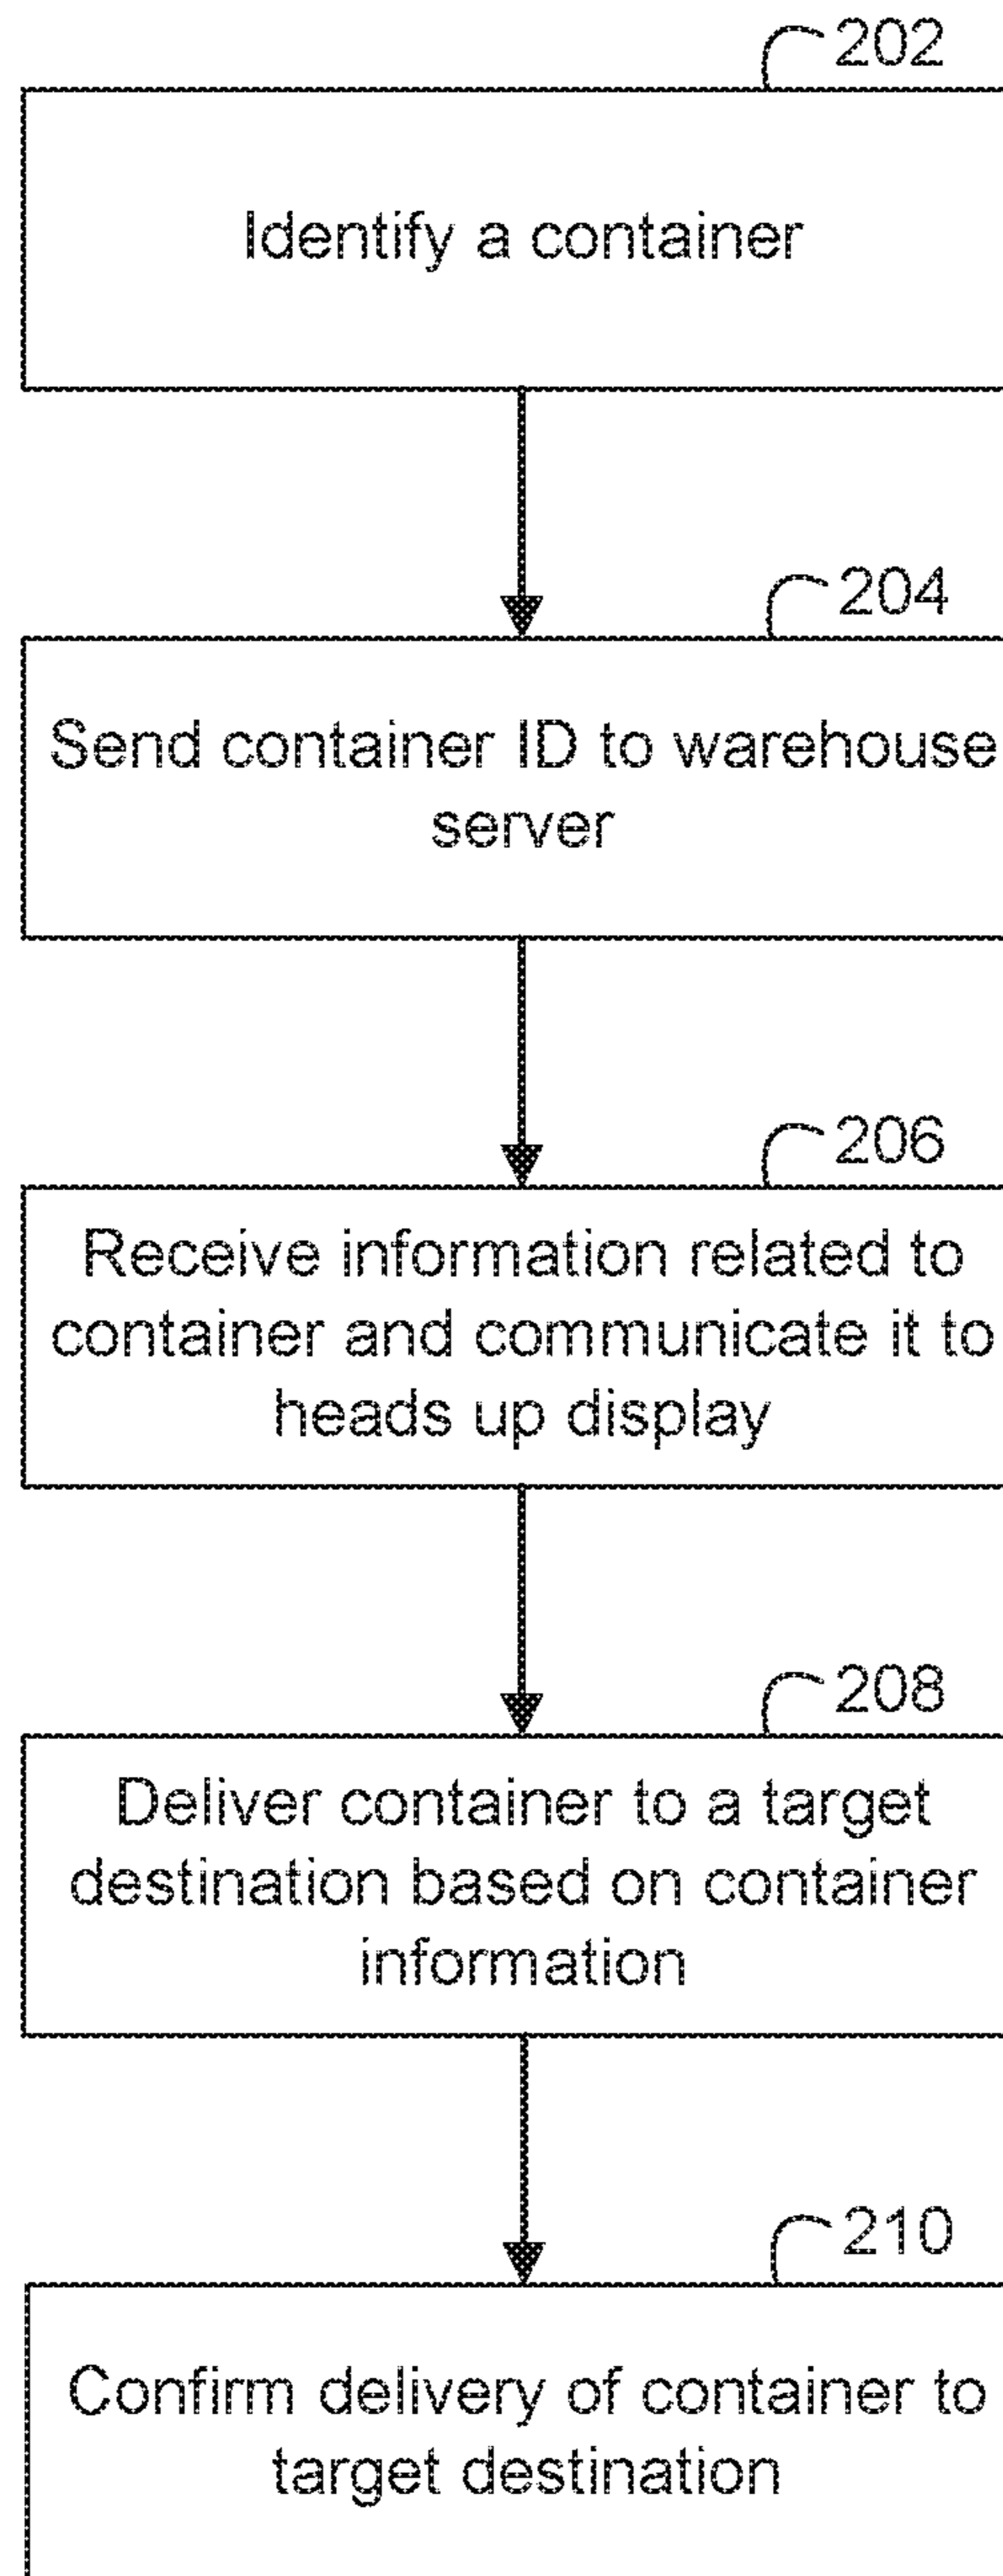 202
Identify a container
204
Send container ID to warehouse
server
206
Receive information related to
container and communicate it to
heads up display
208
Deliver container to a target
destination based on container
information
210
Confirm delivery of container to
target destination